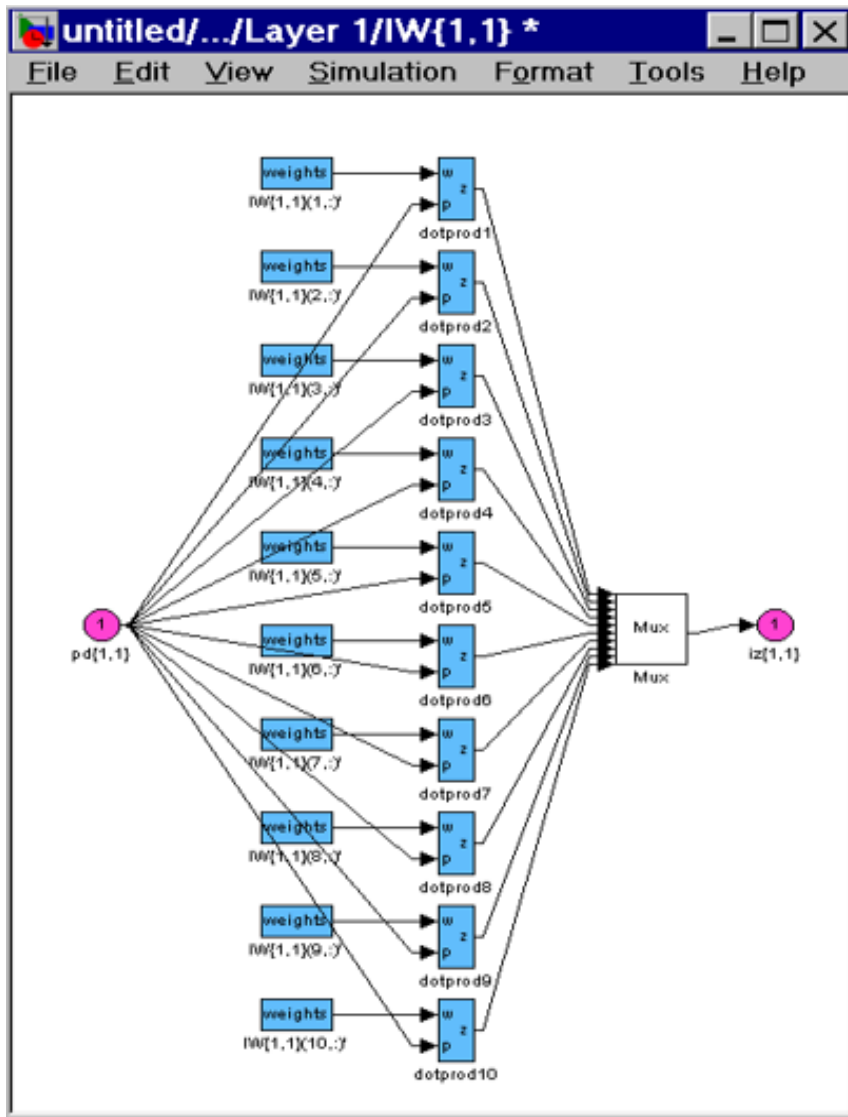 untitled/.../Layer 1/IW{1,1} *
File Edit View Simulation Format Tools Help
weights
IW{1,1}(1,:)'
w
p
z
dotprod1
weights
IW{1,1}(2,:)'
w
p
z
dotprod2
weights
IW{1,1}(3,:)'
w
p
z
dotprod3
weights
IW{1,1}(4,:)'
w
p
z
dotprod4
weights
IW{1,1}(5,:)'
w
p
z
dotprod5
1
pd{1,1}
Mux
Mux
1
iz{1,1}
weights
IW{1,1}(6,:)'
w
p
z
dotprod6
weights
IW{1,1}(7,:)'
w
p
z
dotprod7
weights
IW{1,1}(8,:)'
w
p
z
dotprod8
weights
IW{1,1}(9,:)'
w
p
z
dotprod9
weights
IW{1,1}(10,:)'
w
p
z
dotprod10